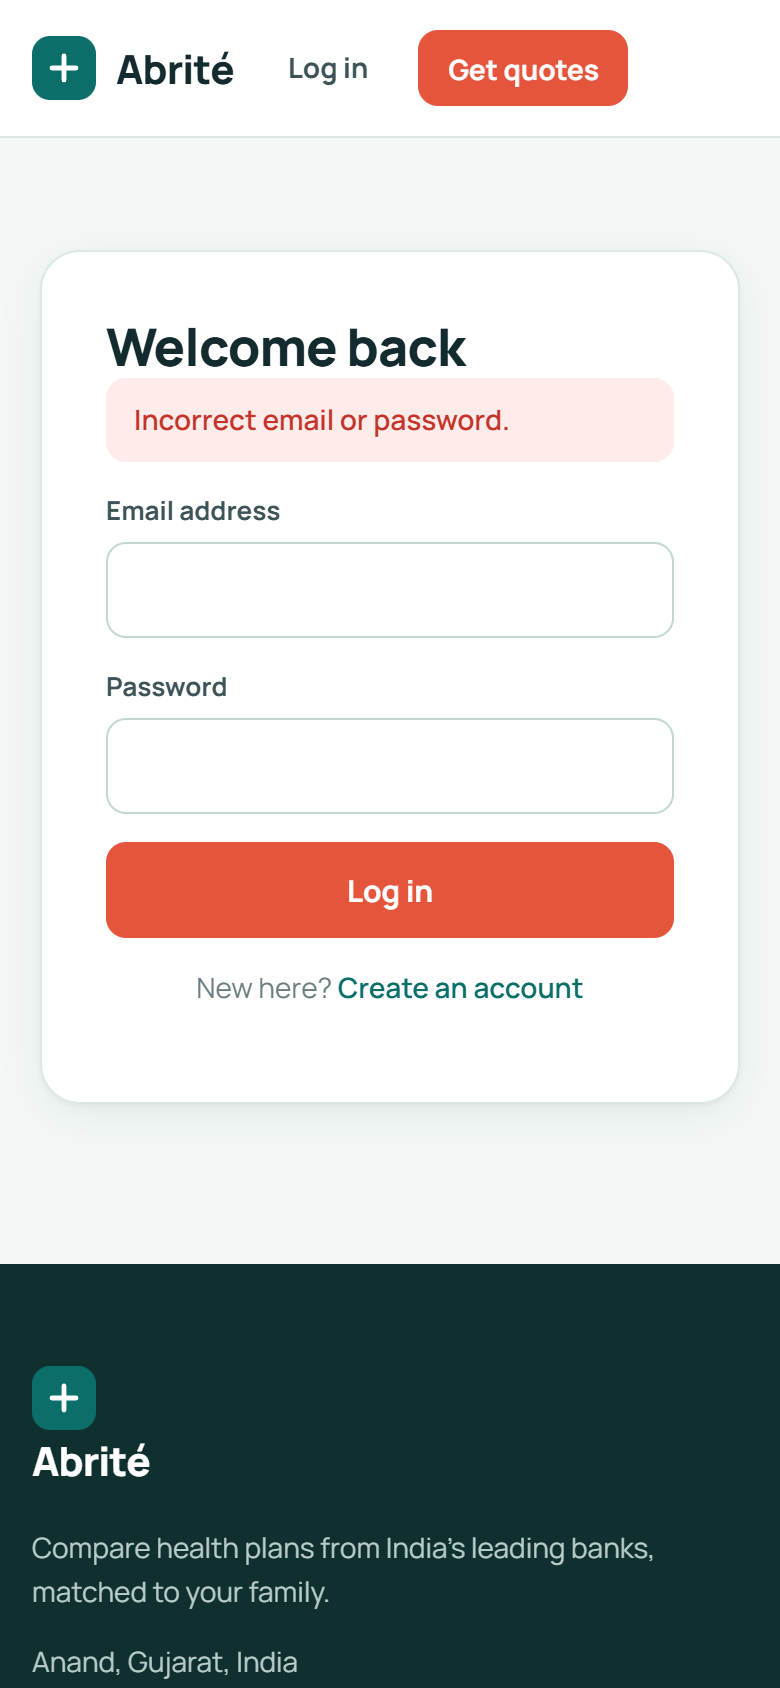 Abrité
Log in
Get quotes
Welcome back
Incorrect email or password.
Email address
Password
Log in
New here? Create an account
Abrité
Compare health plans from India’s leading banks,
matched to your family.
Anand, Gujarat, India